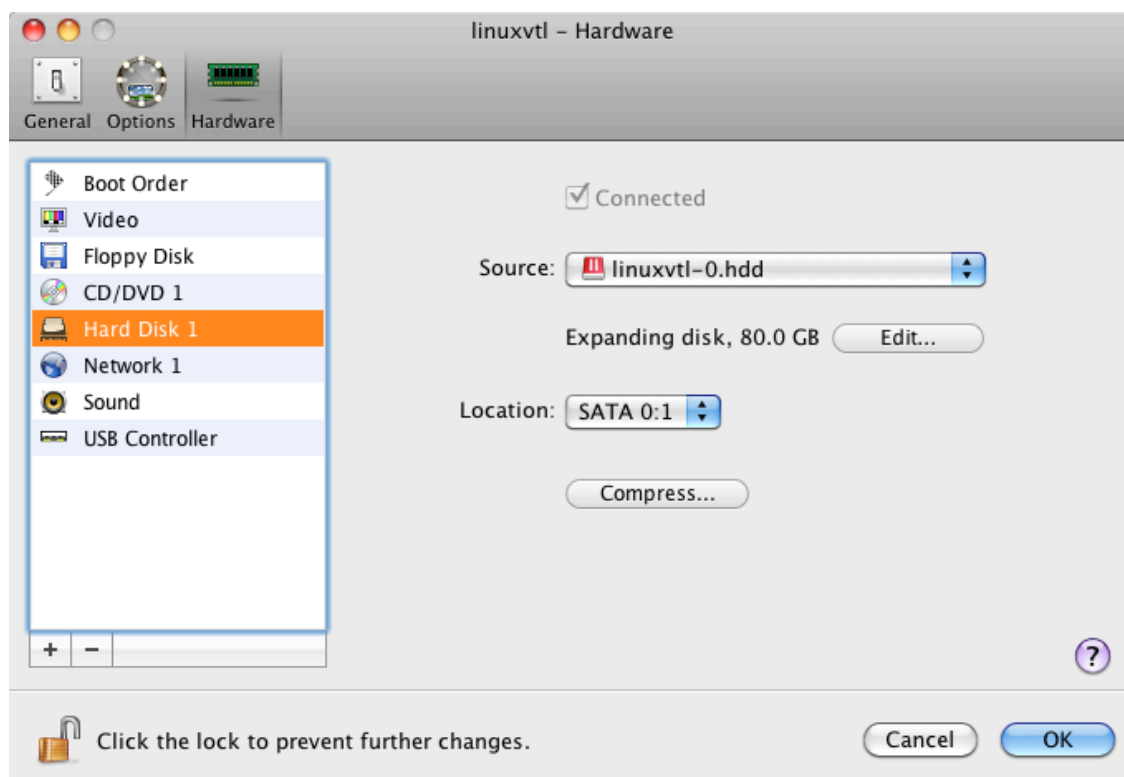 linuxvtl – Hardware
General Options Hardware
Boot Order
Video
Floppy Disk
CD/DVD 1
Hard Disk 1
Network 1
Sound
USB Controller
Connected
Source: linuxvtl-0.hdd
Expanding disk, 80.0 GB Edit...
Location: SATA 0:1
Compress...
+ −
?
Click the lock to prevent further changes.
Cancel OK